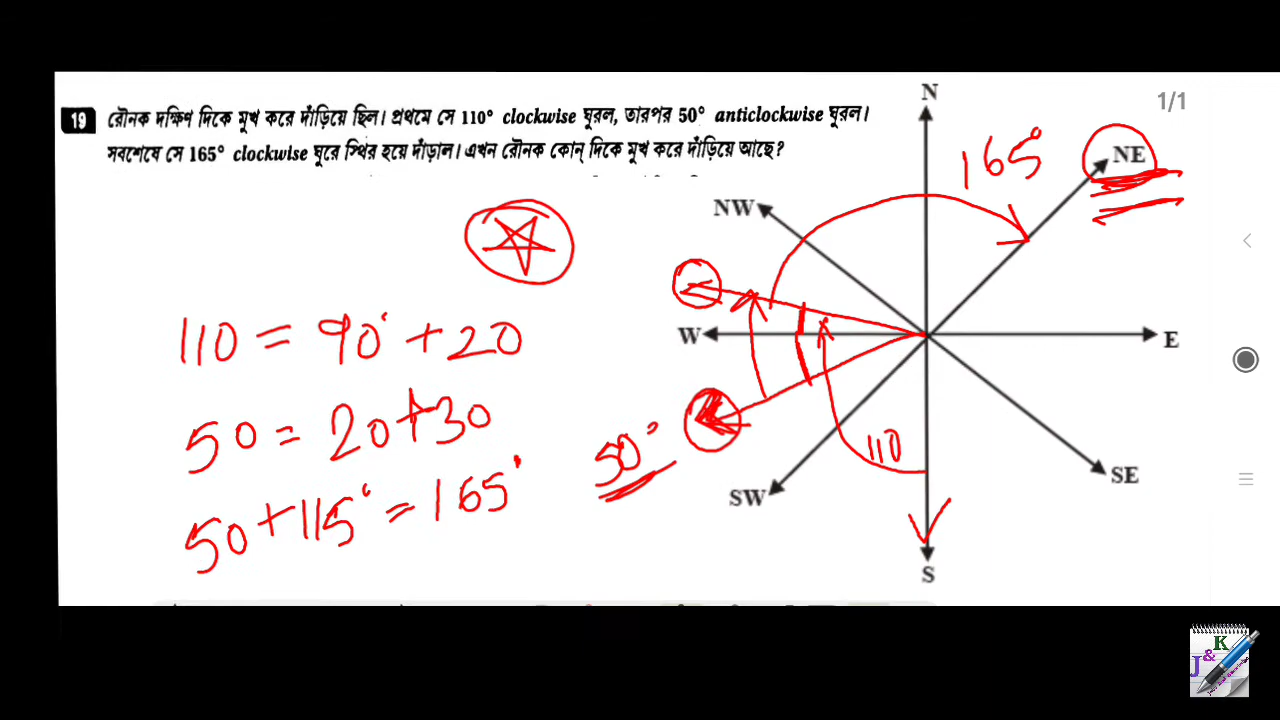 19 রৌনক দক্ষিণ দিকে মুখ করে দাঁড়িয়ে ছিল। প্রথমে সে 110° clockwise ঘুরল, তারপর 50° anticlockwise ঘুরল।
সবশেষে সে 165° clockwise ঘুরে স্থির হয়ে দাঁড়াল। এখন রৌনক কোন্ দিকে মুখ করে দাঁড়িয়ে আছে?
1/1
N
165°
NE
NW
W
E
110 = 90° + 20
50 = 20+30
50°
110
SW
SE
50+115° = 165°
S
J&K